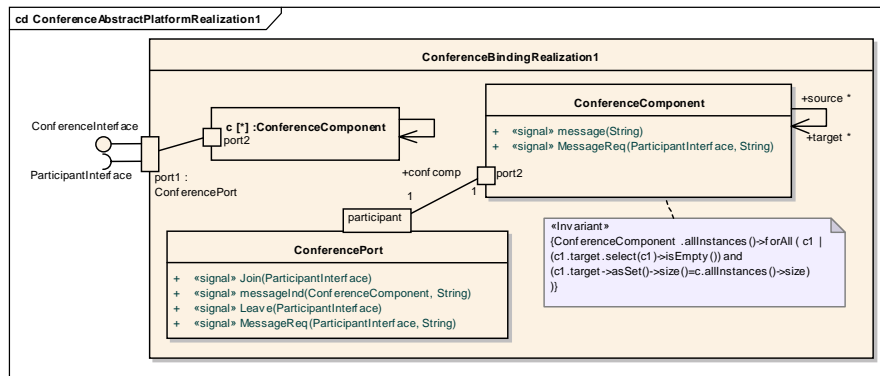 cd ConferenceAbstractPlatformRealization1
ConferenceBindingRealization1
ConferenceInterface
ParticipantInterface
port1 :
ConferencePort
c [*] :ConferenceComponent
port2
ConferenceComponent
+ «signal» message(String)
+ «signal» MessageReq(ParticipantInterface, String)
+source *
+target *
+confcomp
port2
1
1
participant
ConferencePort
+ «signal» Join(ParticipantInterface)
+ «signal» messageInd(ConferenceComponent, String)
+ «signal» Leave(ParticipantInterface)
+ «signal» MessageReq(ParticipantInterface, String)
«Invariant»
{ConferenceComponent .allInstances()->forAll ( c1 |
(c1.target.select(c1)->isEmpty()) and
(c1.target->asSet()->size()=c.allInstances()->size)
)}